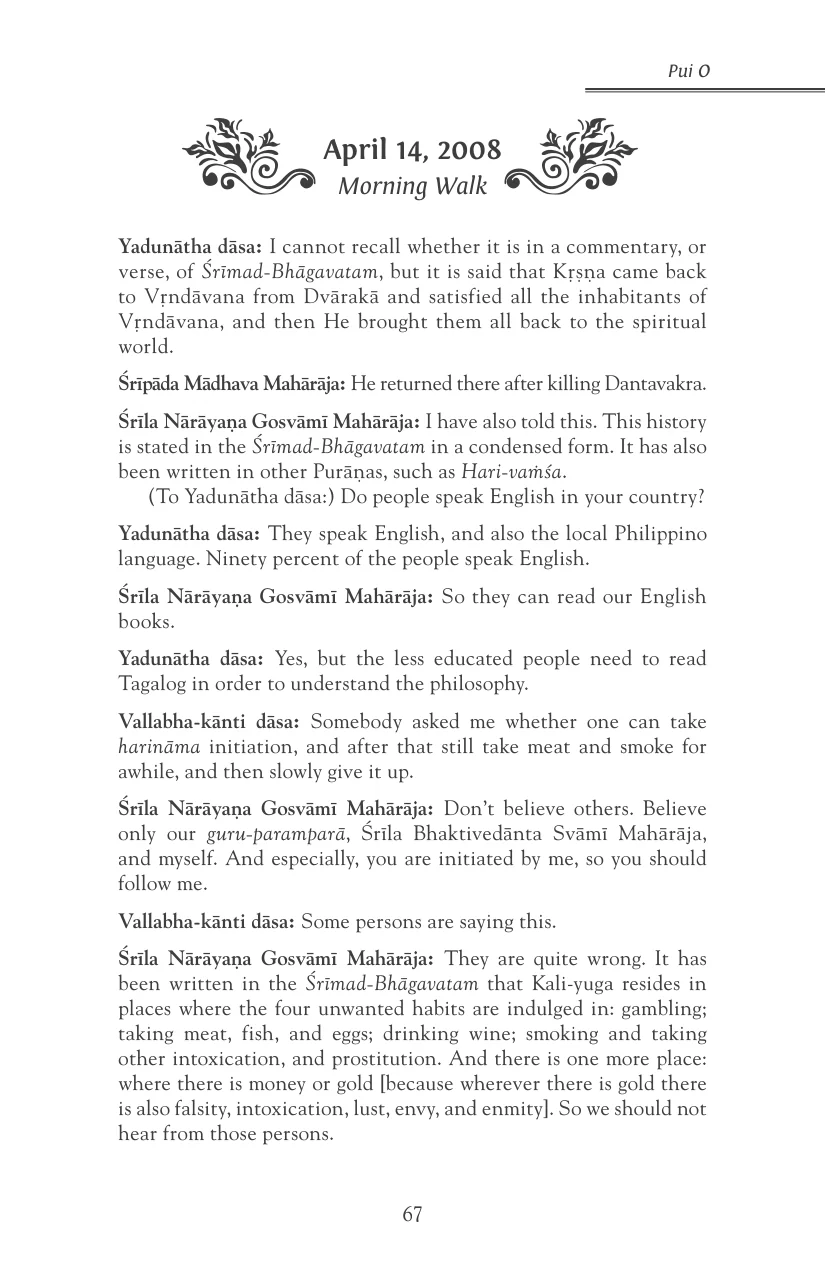 Pui O
April 14, 2008
Morning Walk
Yadunātha dāsa: I cannot recall whether it is in a commentary, or
verse, of Śrīmad-Bhāgavatam, but it is said that Kṛṣṇa came back
to Vṛndāvana from Dvārakā and satisfied all the inhabitants of
Vṛndāvana, and then He brought them all back to the spiritual
world.
Śrīpāda Mādhava Mahārāja: He returned there after killing Dantavakra.
Śrīla Nārāyaṇa Gosvāmī Mahārāja: I have also told this. This history
is stated in the Śrīmad-Bhāgavatam in a condensed form. It has also
been written in other Purāṇas, such as Hari-vaṁśa.
(To Yadunātha dāsa:) Do people speak English in your country?
Yadunātha dāsa: They speak English, and also the local Philippino
language. Ninety percent of the people speak English.
Śrīla Nārāyaṇa Gosvāmī Mahārāja: So they can read our English
books.
Yadunātha dāsa: Yes, but the less educated people need to read
Tagalog in order to understand the philosophy.
Vallabha-kānti dāsa: Somebody asked me whether one can take
harināma initiation, and after that still take meat and smoke for
awhile, and then slowly give it up.
Śrīla Nārāyaṇa Gosvāmī Mahārāja: Don't believe others. Believe
only our guru-paramparā, Śrīla Bhaktivedānta Svāmī Mahārāja,
and myself. And especially, you are initiated by me, so you should
follow me.
Vallabha-kānti dāsa: Some persons are saying this.
Śrīla Nārāyaṇa Gosvāmī Mahārāja: They are quite wrong. It has
been written in the Śrīmad-Bhāgavatam that Kali-yuga resides in
places where the four unwanted habits are indulged in: gambling;
taking meat, fish, and eggs; drinking wine; smoking and taking
other intoxication, and prostitution. And there is one more place:
where there is money or gold [because wherever there is gold there
is also falsity, intoxication, lust, envy, and enmity]. So we should not
hear from those persons.
67